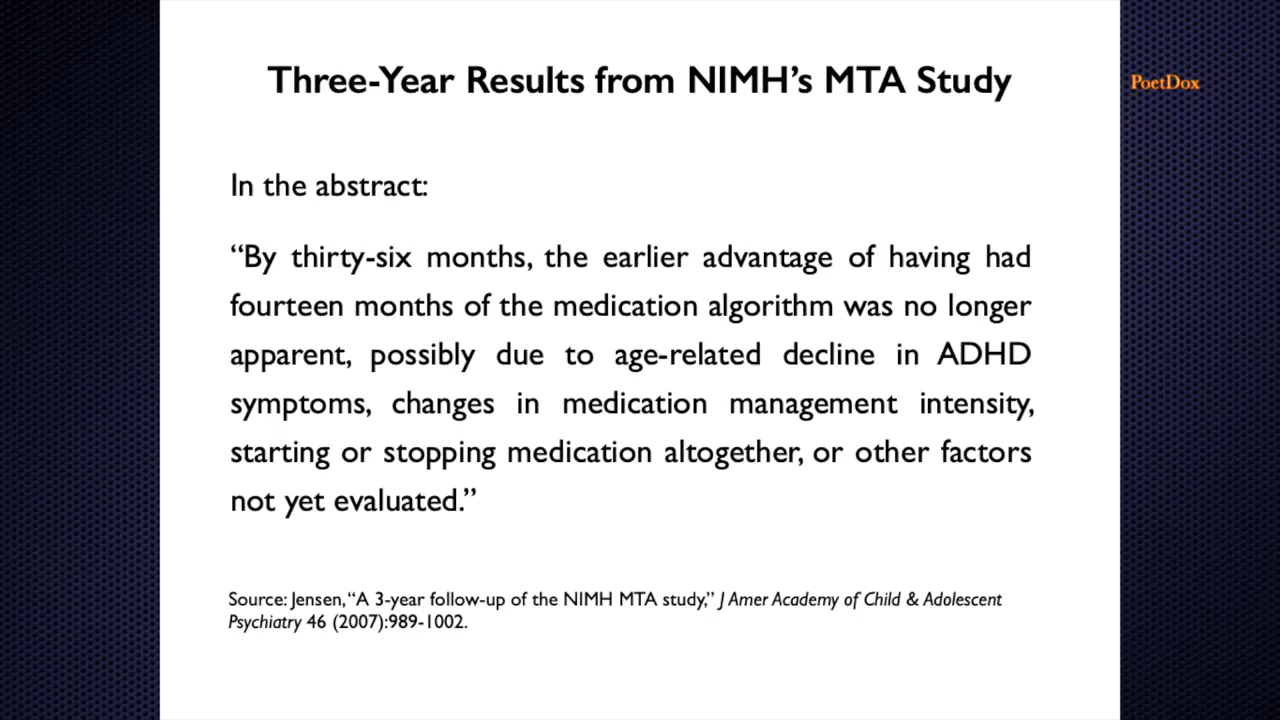 Three-Year Results from NIMH’s MTA Study
PoetDox
In the abstract:
“By thirty-six months, the earlier advantage of having had
fourteen months of the medication algorithm was no longer
apparent, possibly due to age-related decline in ADHD
symptoms, changes in medication management intensity,
starting or stopping medication altogether, or other factors
not yet evaluated.”
Source: Jensen, “A 3-year follow-up of the NIMH MTA study,” J Amer Academy of Child & Adolescent
Psychiatry 46 (2007):989-1002.